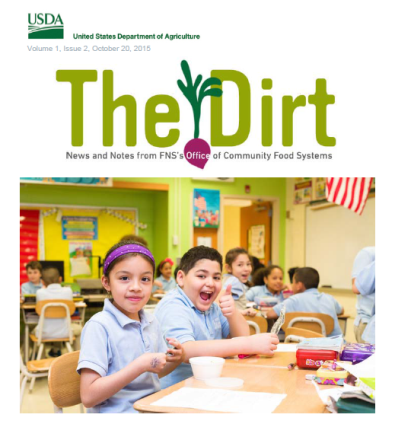 USDA
United States Department of Agriculture
Volume 1, Issue 2, October 20, 2015
The Dirt
News and Notes from FNS's Office of Community Food Systems